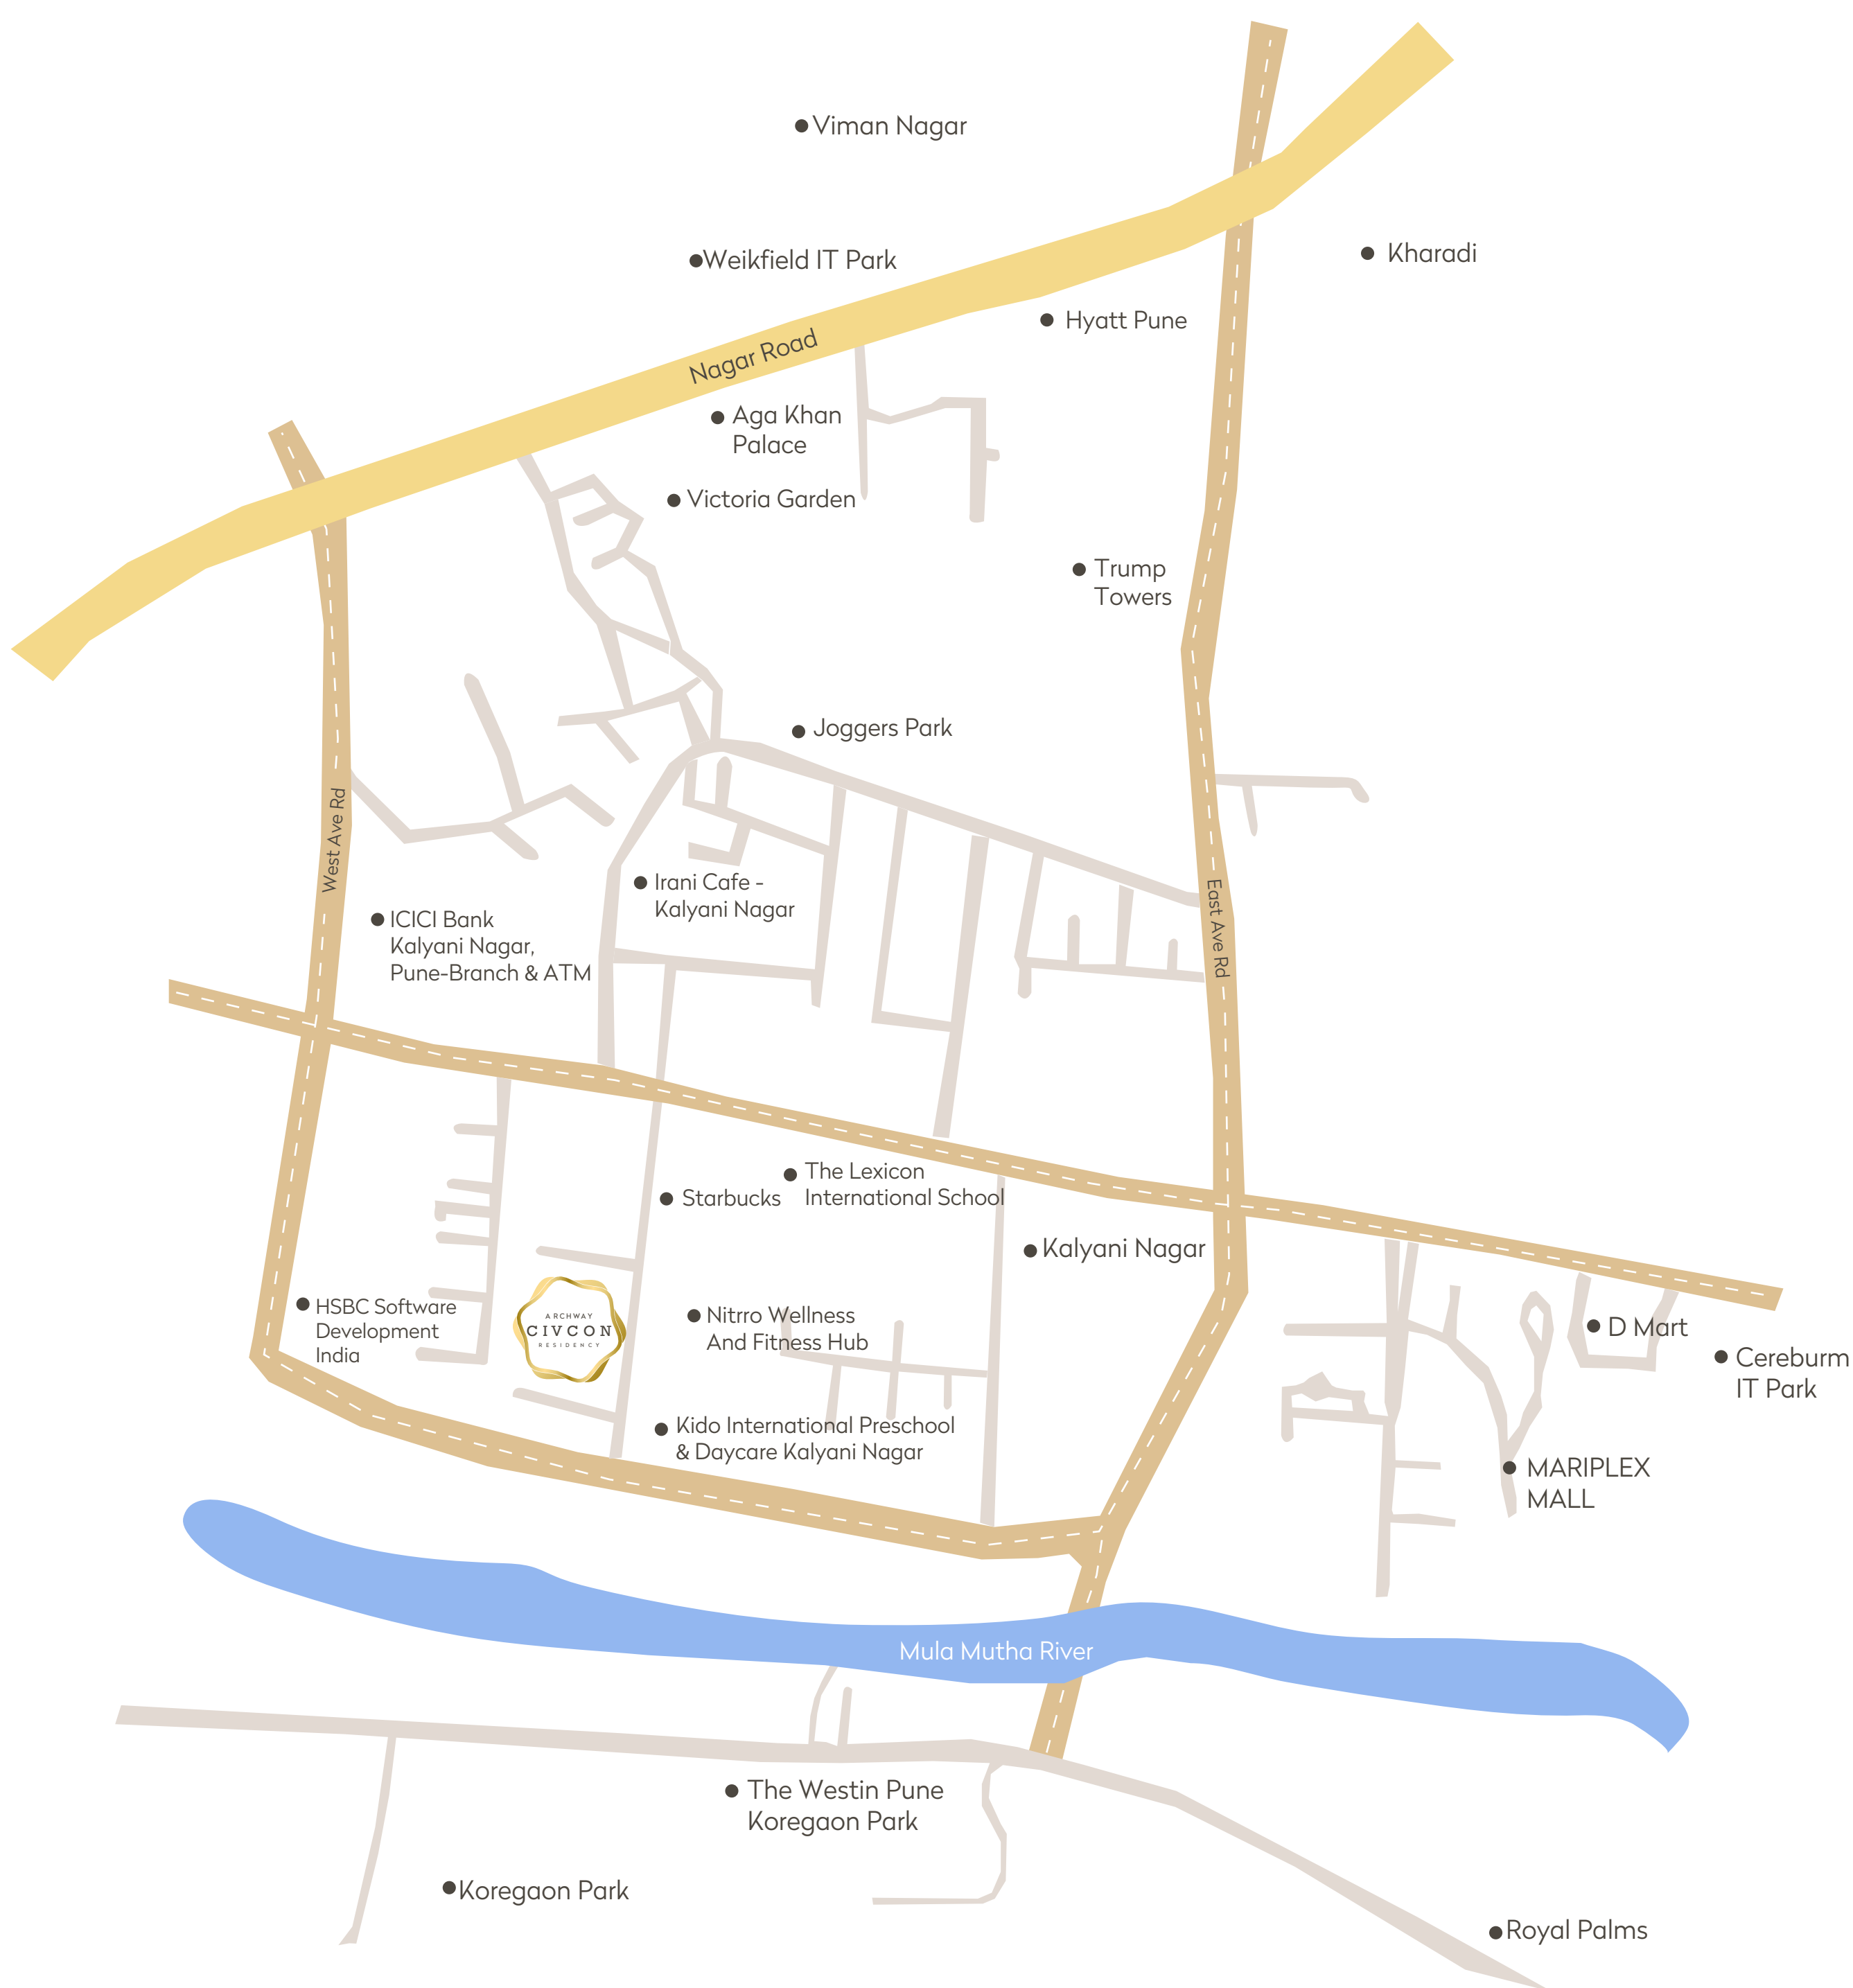 Viman Nagar
Weikfield IT Park
Kharadi
Hyatt Pune
Nagar Road
Aga Khan
Palace
Victoria Garden
Trump
Towers
Joggers Park
West Ave Rd
Irani Cafe -
Kalyani Nagar
East Ave Rd
ICICI Bank
Kalyani Nagar,
Pune-Branch & ATM
The Lexicon
International School
Starbucks
Kalyani Nagar
HSBC Software
Development
India
ARCHWAY
CIVCON
RESIDENCY
Nitrro Wellness
And Fitness Hub
D Mart
Cereburm
IT Park
Kido International Preschool
& Daycare Kalyani Nagar
MARIPLEX
MALL
Mula Mutha River
The Westin Pune
Koregaon Park
Koregaon Park
Royal Palms